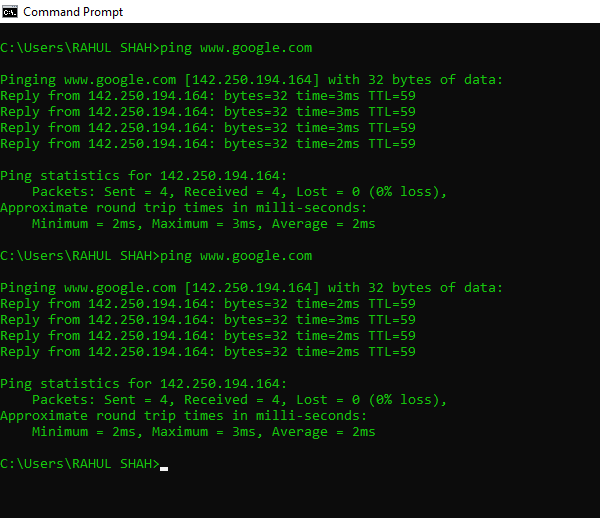 Command Prompt
C:\Users\RAHUL SHAH>ping www.google.com
Pinging www.google.com [142.250.194.164] with 32 bytes of data:
Reply from 142.250.194.164: bytes=32 time=3ms TTL=59
Reply from 142.250.194.164: bytes=32 time=3ms TTL=59
Reply from 142.250.194.164: bytes=32 time=3ms TTL=59
Reply from 142.250.194.164: bytes=32 time=2ms TTL=59
Ping statistics for 142.250.194.164:
    Packets: Sent = 4, Received = 4, Lost = 0 (0% loss),
Approximate round trip times in milli-seconds:
    Minimum = 2ms, Maximum = 3ms, Average = 2ms
C:\Users\RAHUL SHAH>ping www.google.com
Pinging www.google.com [142.250.194.164] with 32 bytes of data:
Reply from 142.250.194.164: bytes=32 time=2ms TTL=59
Reply from 142.250.194.164: bytes=32 time=3ms TTL=59
Reply from 142.250.194.164: bytes=32 time=2ms TTL=59
Reply from 142.250.194.164: bytes=32 time=2ms TTL=59
Ping statistics for 142.250.194.164:
    Packets: Sent = 4, Received = 4, Lost = 0 (0% loss),
Approximate round trip times in milli-seconds:
    Minimum = 2ms, Maximum = 3ms, Average = 2ms
C:\Users\RAHUL SHAH>